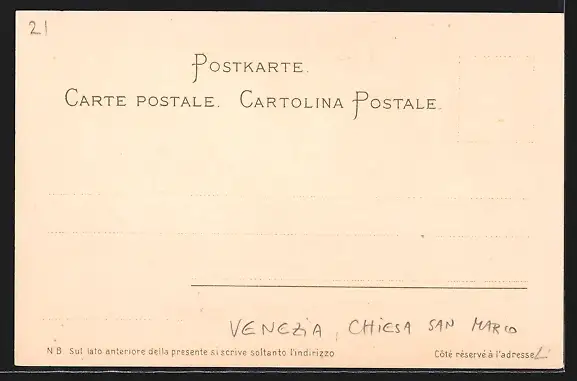 21
POSTKARTE.
CARTE POSTALE. CARTOLINA POSTALE.
VENEZIA, CHIESA SAN MARCO
N.B. Sul lato anteriore della presente si scrive soltanto l'indirizzo
Côté réservé à l'adresse